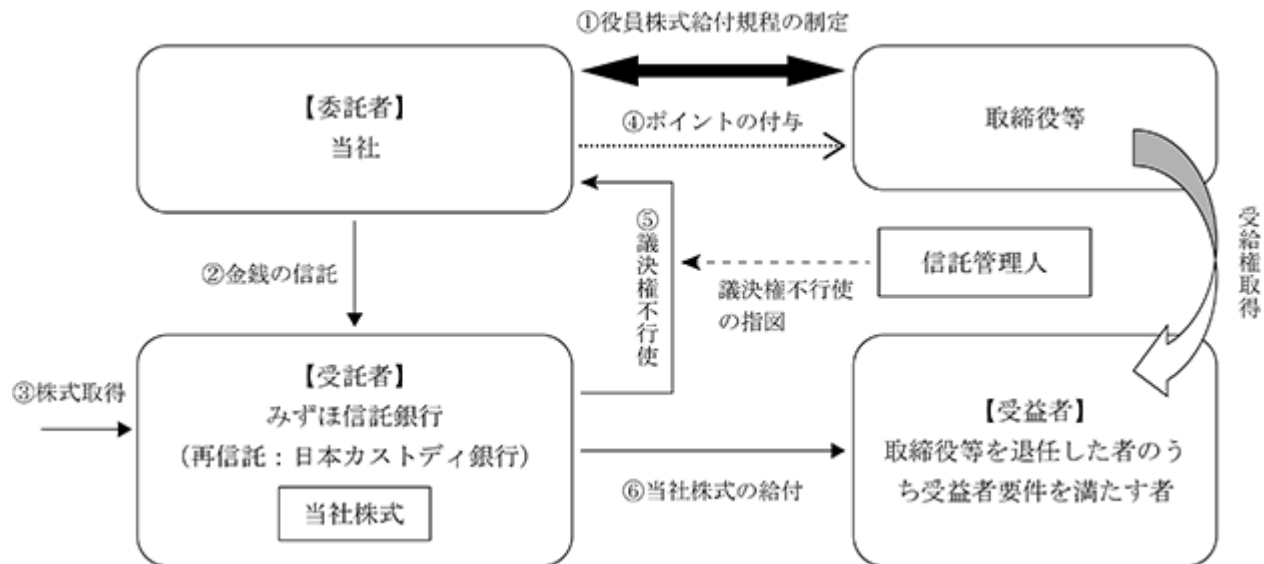 ①役員株式給付規程の制定
【委託者】
当社
④ポイントの付与
取締役等
②金銭の信託
⑤議決権不行使
議決権不行使
の指図
信託管理人
受給権取得
③株式取得
【受託者】
みずほ信託銀行
(再信託:日本カストディ銀行)
当社株式
⑥当社株式の給付
【受益者】
取締役等を退任した者のう
ち受益者要件を満たす者